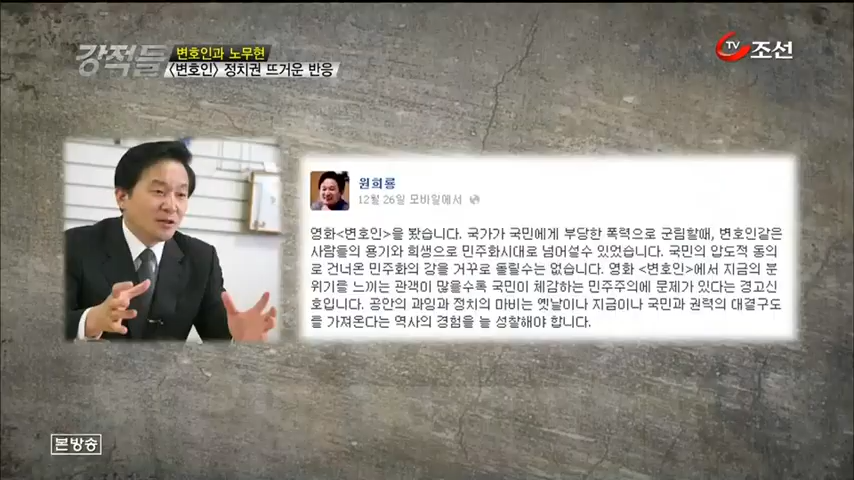 강적들
변호인과 노무현
<변호인> 정치권 뜨거운 반응
TV조선
원희룡
12월 26일 모바일에서
영화<변호인>을 봤습니다. 국가가 국민에게 부당한 폭력으로 군림할때, 변호인같은
사람들의 용기와 희생으로 민주화시대로 넘어설수 있었습니다. 국민의 압도적 동의
로 건너온 민주화의 강을 거꾸로 돌릴수는 없습니다. 영화 <변호인>에서 지금의 분
위기를 느끼는 관객이 많을수록 국민이 체감하는 민주주의에 문제가 있다는 경고신
호입니다. 공안의 과잉과 정치의 마비는 옛날이나 지금이나 국민과 권력의 대결구도
를 가져온다는 역사의 경험을 늘 성찰해야 합니다.
본방송